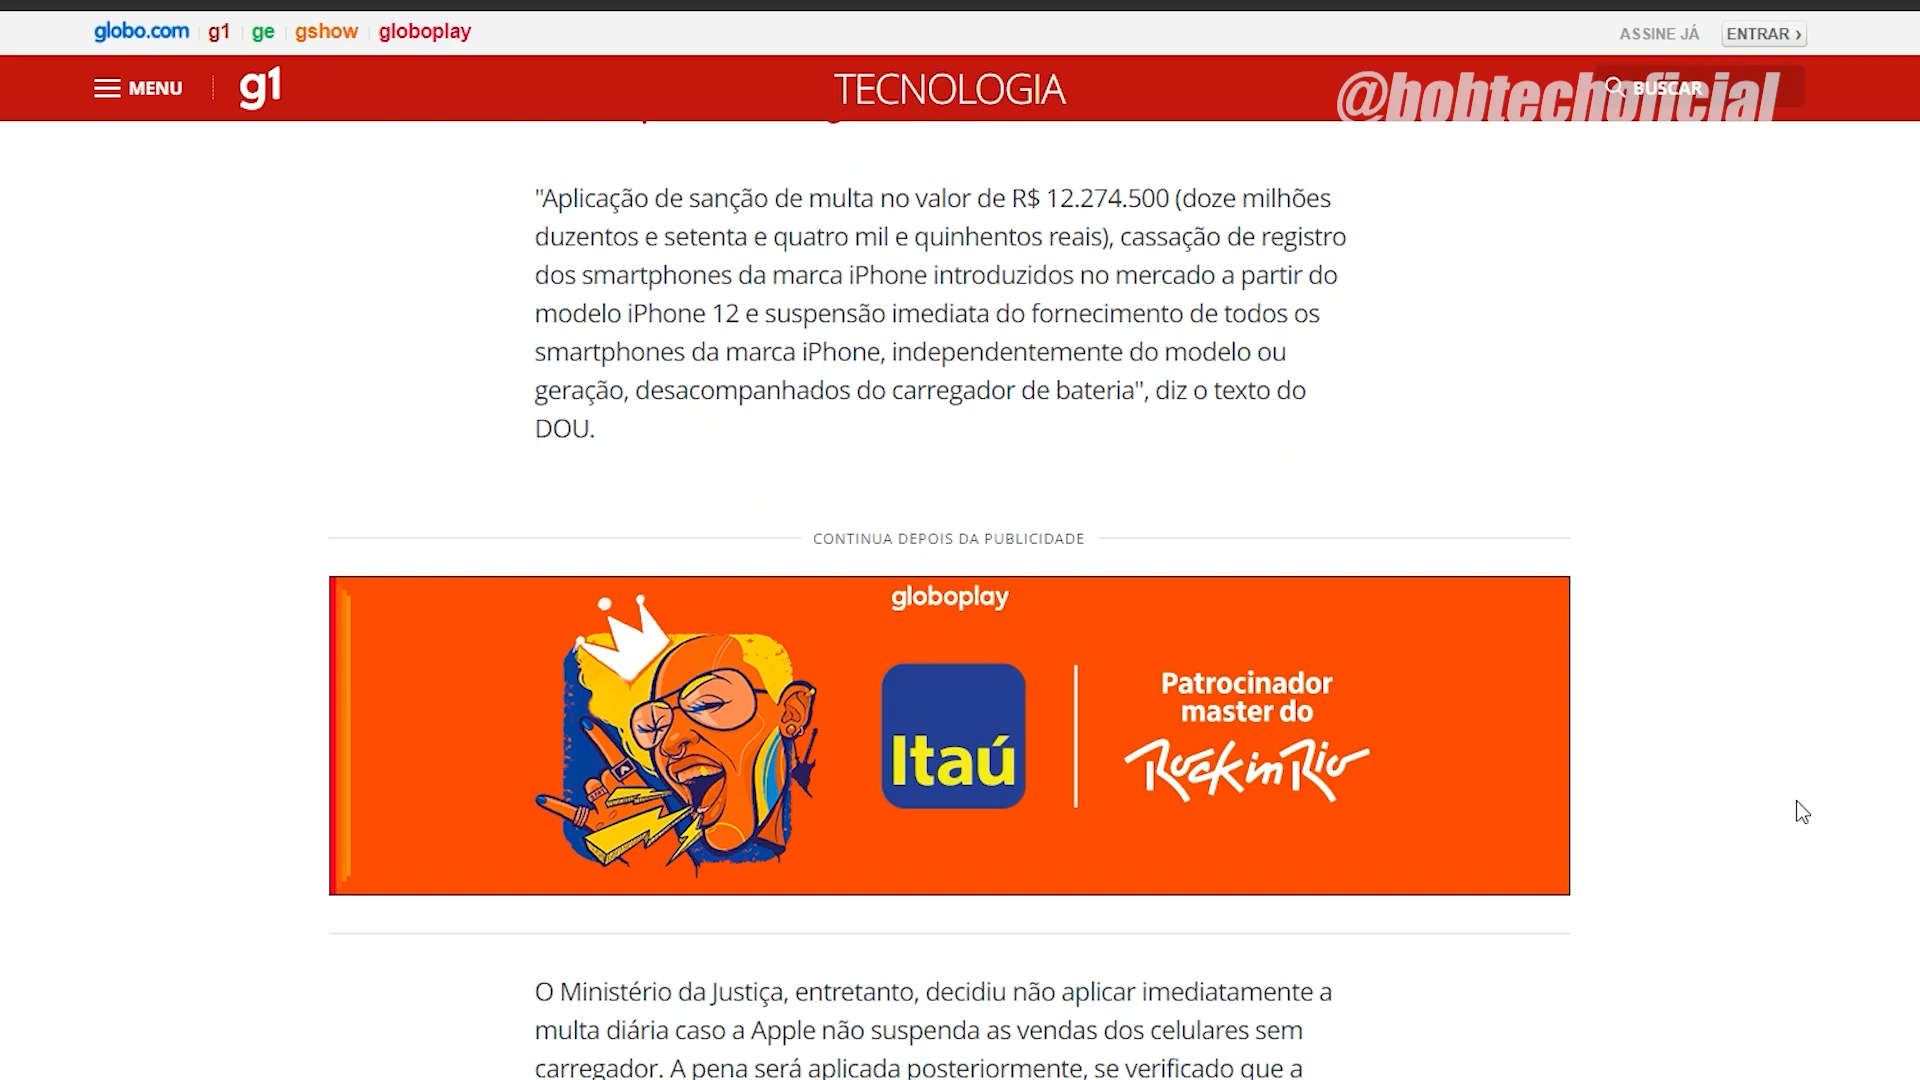 globo.com g1 ge gshow globoplay
ASSINE JÁ ENTRAR ›
MENU g1 TECNOLOGIA BUSCAR
@bobtechoficial
"Aplicação de sanção de multa no valor de R$ 12.274.500 (doze milhões
duzentos e setenta e quatro mil e quinhentos reais), cassação de registro
dos smartphones da marca iPhone introduzidos no mercado a partir do
modelo iPhone 12 e suspensão imediata do fornecimento de todos os
smartphones da marca iPhone, independentemente do modelo ou
geração, desacompanhados do carregador de bateria", diz o texto do
DOU.
CONTINUA DEPOIS DA PUBLICIDADE
globoplay
Itaú
Patrocinador
master do
Rock in Rio
O Ministério da Justiça, entretanto, decidiu não aplicar imediatamente a
multa diária caso a Apple não suspenda as vendas dos celulares sem
carregador. A pena será aplicada posteriormente, se verificado que a